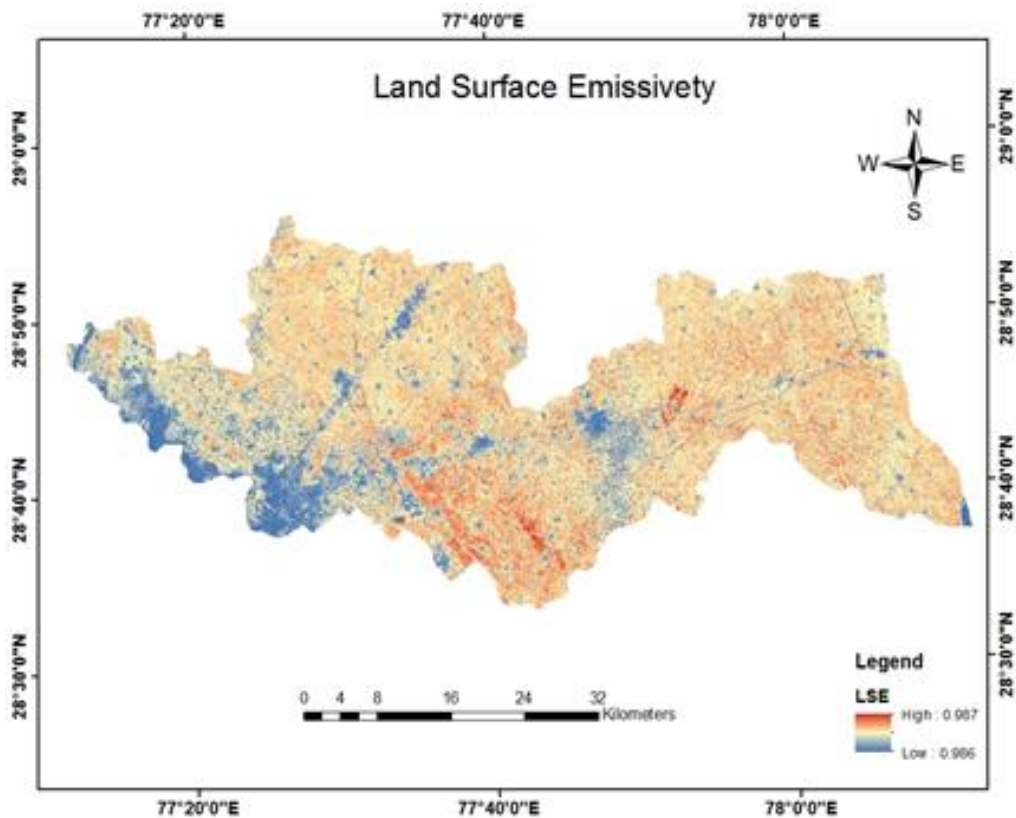 77°20'0"E 77°40'0"E 78°0'0"E
Land Surface Emissivety
N
W E
S
29°0'0"N 29°0'0"N
28°50'0"N 28°50'0"N
28°40'0"N 28°40'0"N
28°30'0"N 28°30'0"N
Legend
LSE
High : 0.987
Low : 0.986
0 4 8 16 24 32
Kilometers
77°20'0"E 77°40'0"E 78°0'0"E